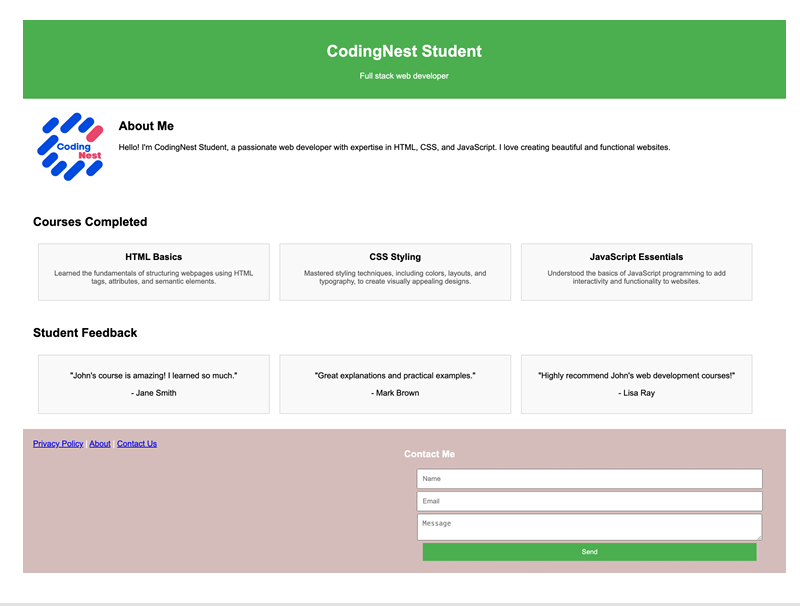 CodingNest Student
Full stack web developer
Coding
Nest
About Me
Hello! I'm CodingNest Student, a passionate web developer with expertise in HTML, CSS, and JavaScript. I love creating beautiful and functional websites.
Courses Completed
HTML Basics
Learned the fundamentals of structuring webpages using HTML
tags, attributes, and semantic elements.
CSS Styling
Mastered styling techniques, including colors, layouts, and
typography, to create visually appealing designs.
JavaScript Essentials
Understood the basics of JavaScript programming to add
interactivity and functionality to websites.
Student Feedback
"John's course is amazing! I learned so much."
- Jane Smith
"Great explanations and practical examples."
- Mark Brown
"Highly recommend John's web development courses!"
- Lisa Ray
Privacy Policy | About | Contact Us
Contact Me
Name
Email
Message
Send